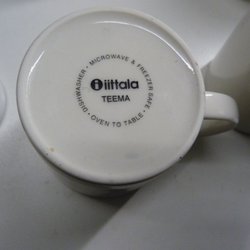 iittala
TEEMA
DISHWASHER • MICROWAVE & FREEZER SAFE • OVEN TO TABLE •